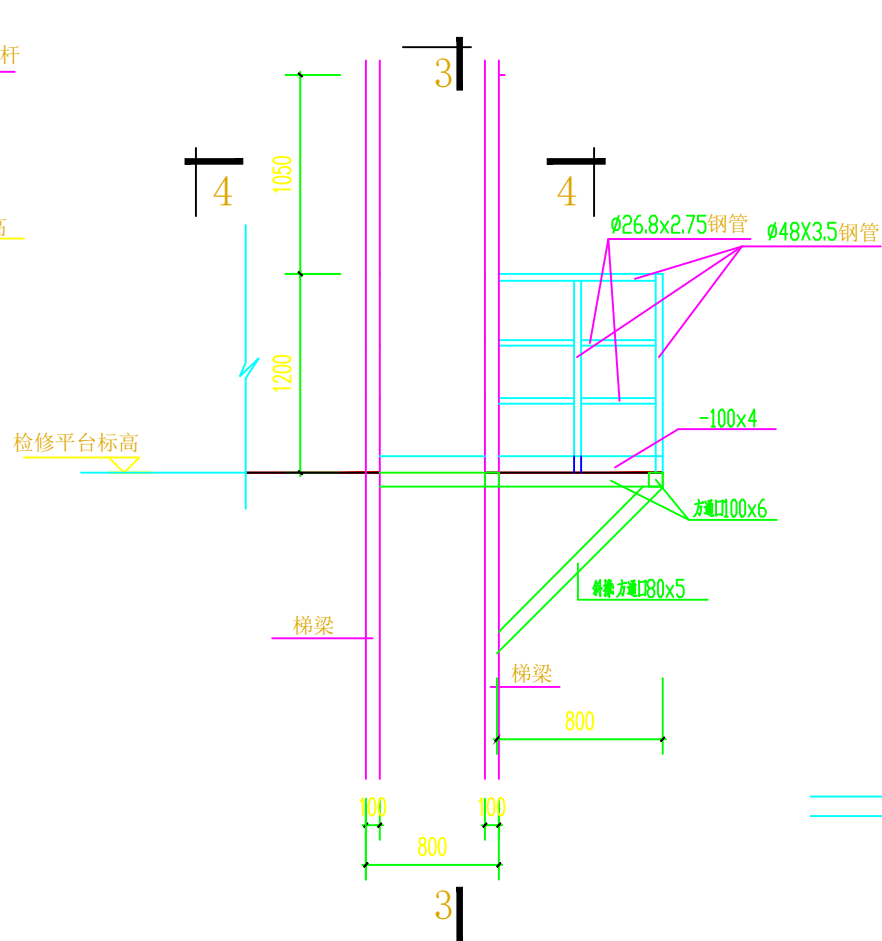 杆
3
4
4
1050
Ø26.8x2.75钢管
Ø48X3.5钢管
高
1200
-100x4
检修平台标高
方通口100x6
斜撑方通口80x5
梯梁
梯梁
800
100
100
800
3